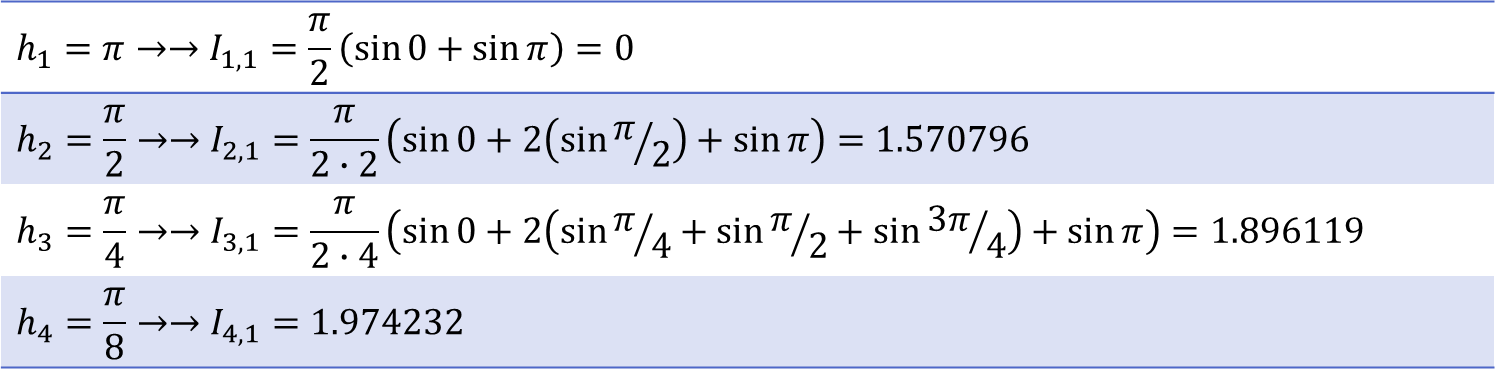 h₁ = π →→ I₁,₁ = π/2 (sin 0 + sin π) = 0
h₂ = π/2 →→ I₂,₁ = π/(2 · 2) (sin 0 + 2(sin π/2) + sin π) = 1.570796
h₃ = π/4 →→ I₃,₁ = π/(2 · 4) (sin 0 + 2(sin π/4 + sin π/2 + sin 3π/4) + sin π) = 1.896119
h₄ = π/8 →→ I₄,₁ = 1.974232